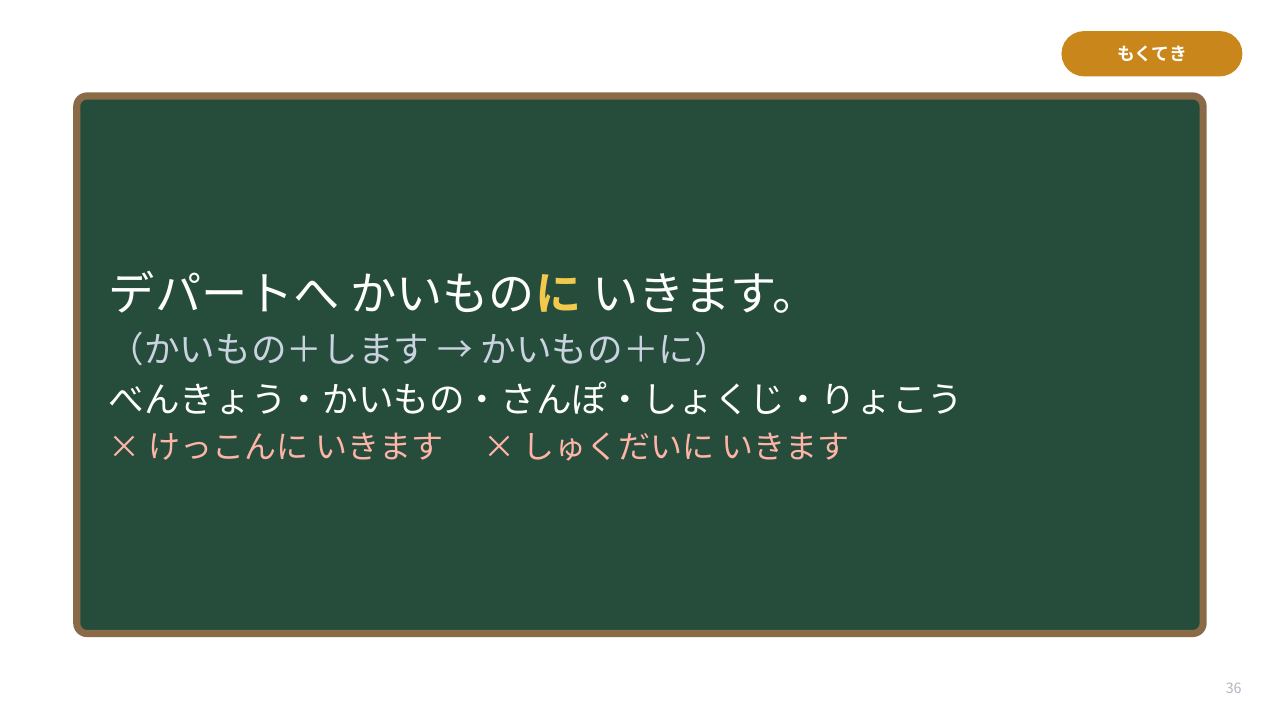 もくてき
デパートへ かいものに いきます。
（かいもの＋します → かいもの＋に）
べんきょう・かいもの・さんぽ・しょくじ・りょこう
× けっこんに いきます　× しゅくだいに いきます
36